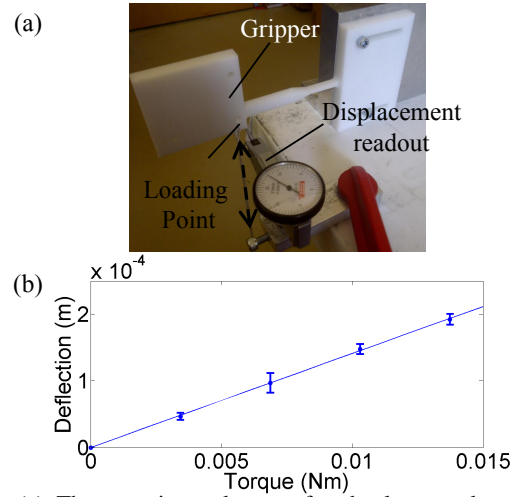 (a)
Gripper
Displacement
readout
Loading
Point
(b)
x 10⁻⁴
2
1
0
Deflection (m)
0
0.005
0.01
0.015
Torque (Nm)